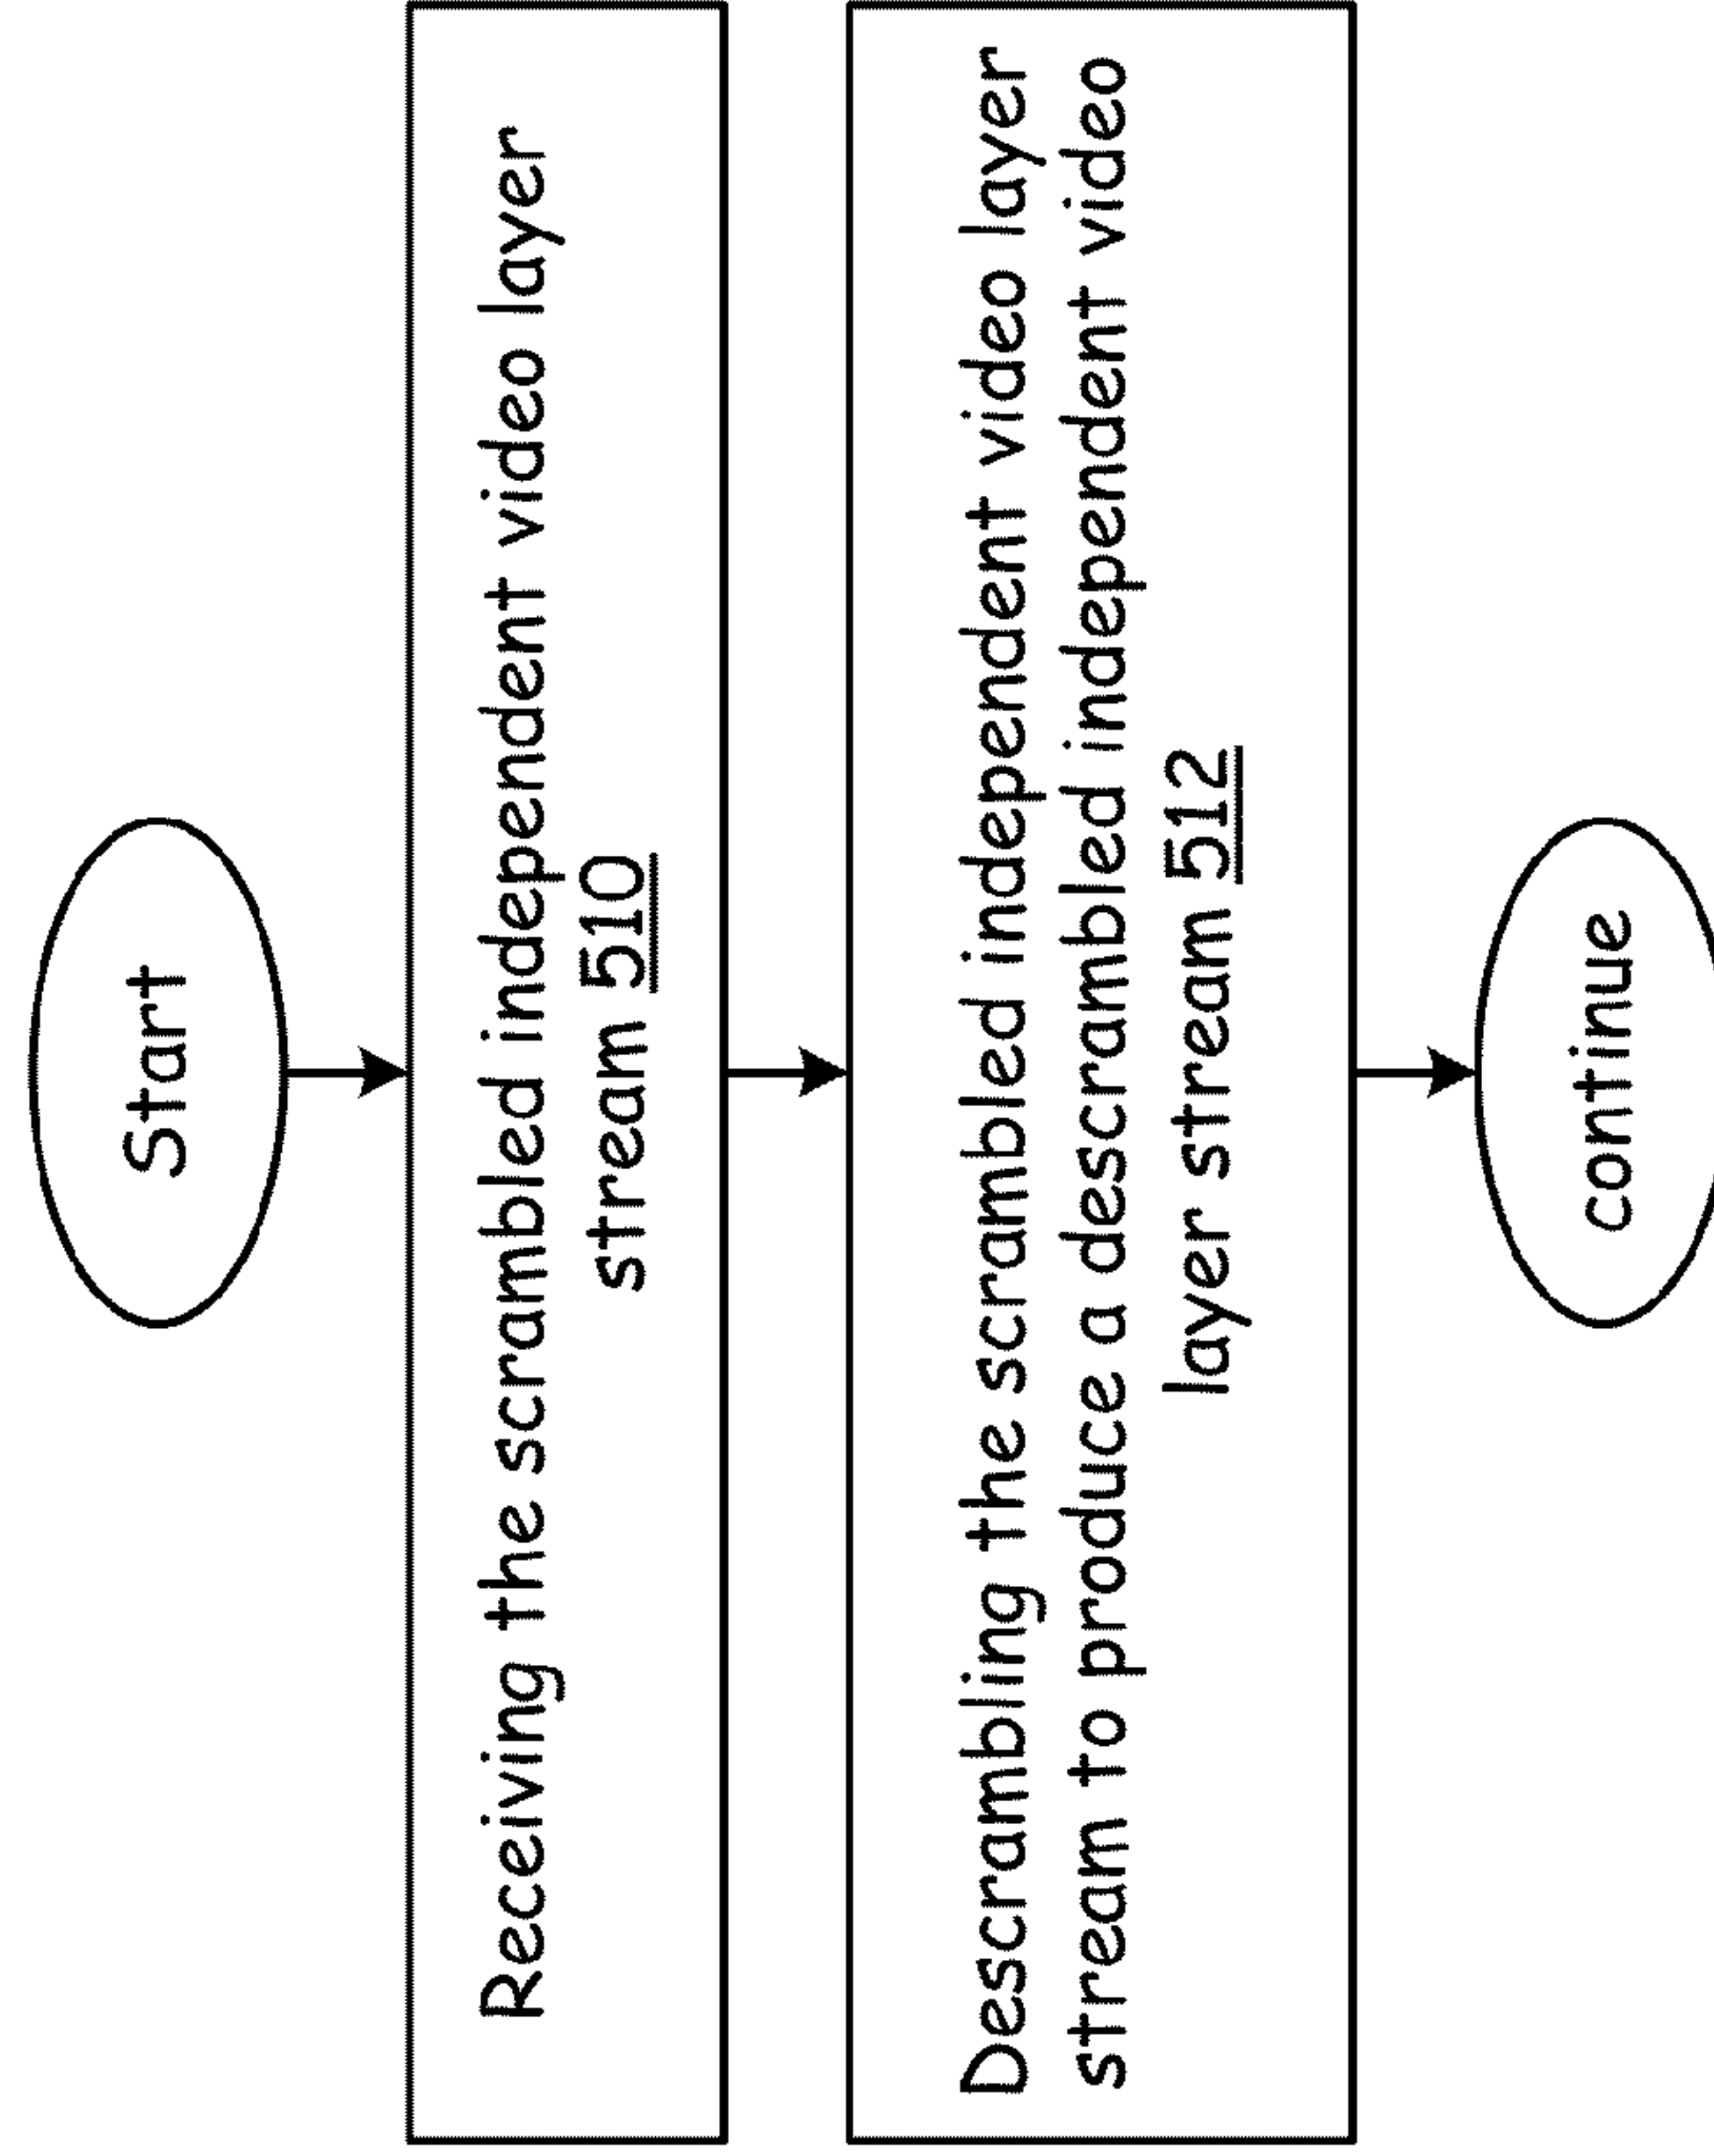 Start
Receiving the scrambled independent video layer
stream 510
Descrambling the scrambled independent video layer
stream to produce a descrambled independent video
layer stream 512
continue